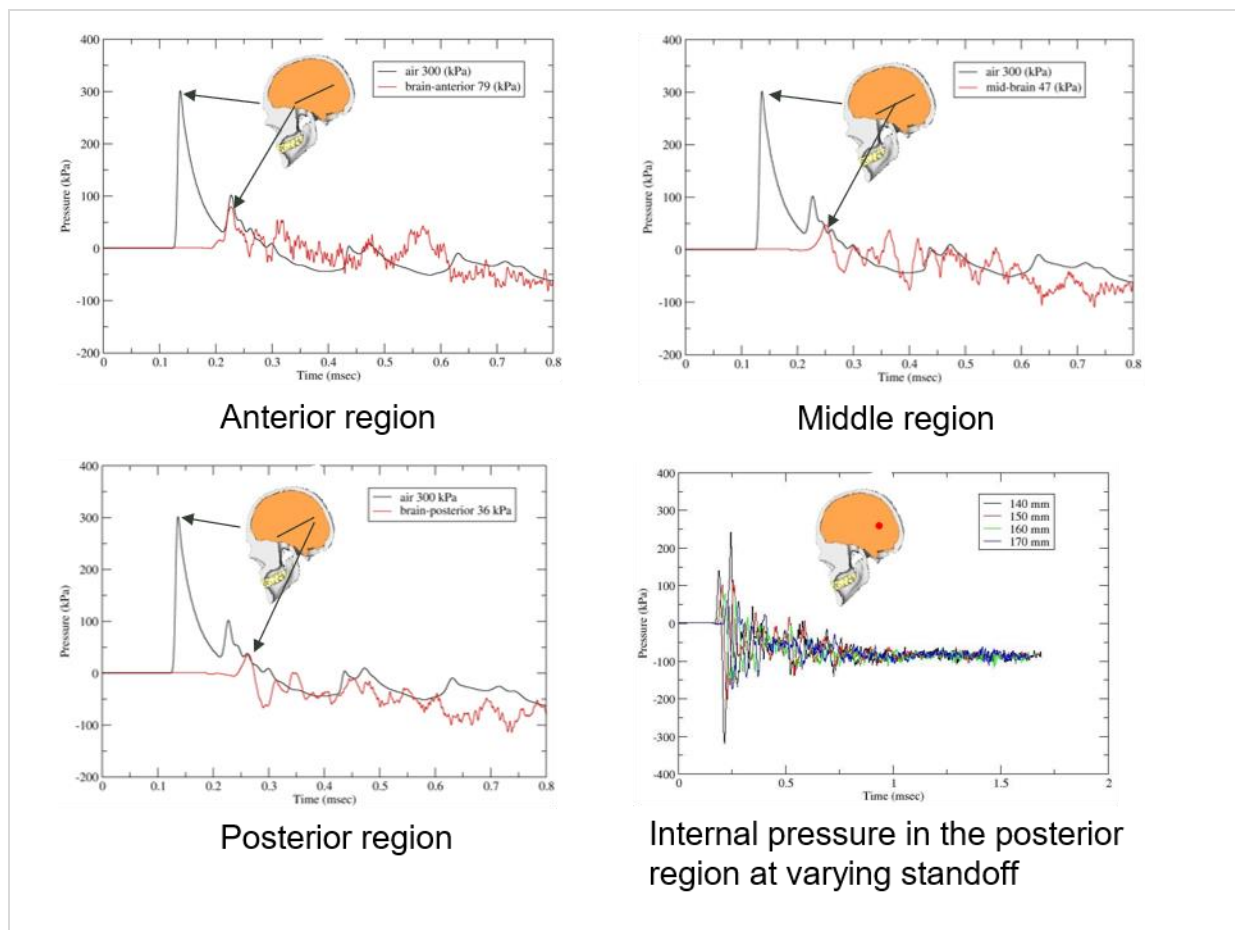 400
300
200
100
0
-100
-200
Pressure (kPa)
air 300 (kPa)
brain-anterior 79 (kPa)
0 0.1 0.2 0.3 0.4 0.5 0.6 0.7 0.8
Time (msec)
Anterior region
400
300
200
100
0
-100
-200
Pressure (kPa)
air 300 (kPa)
mid-brain 47 (kPa)
0 0.1 0.2 0.3 0.4 0.5 0.6 0.7 0.8
Time (msec)
Middle region
400
300
200
100
0
-100
-200
Pressure (kPa)
air 300 kPa
brain-posterior 36 kPa
0 0.1 0.2 0.3 0.4 0.5 0.6 0.7 0.8
Time (msec)
Posterior region
400
300
200
100
0
-100
-200
-300
-400
Pressure (kPa)
140 mm
150 mm
160 mm
170 mm
0 0.5 1 1.5 2
Time (msec)
Internal pressure in the posterior
region at varying standoff